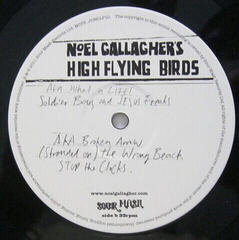 NOEL GALLAGHER'S
HIGH FLYING BIRDS
AKA What a LIFE!
Soldier Boys and Jesus Freaks
AKA Broken Arrow
(Stranded on) the Wrong Beach
STOP the Clocks.
www.noelgallagher.com
SOUR MASH
side b 33rpm